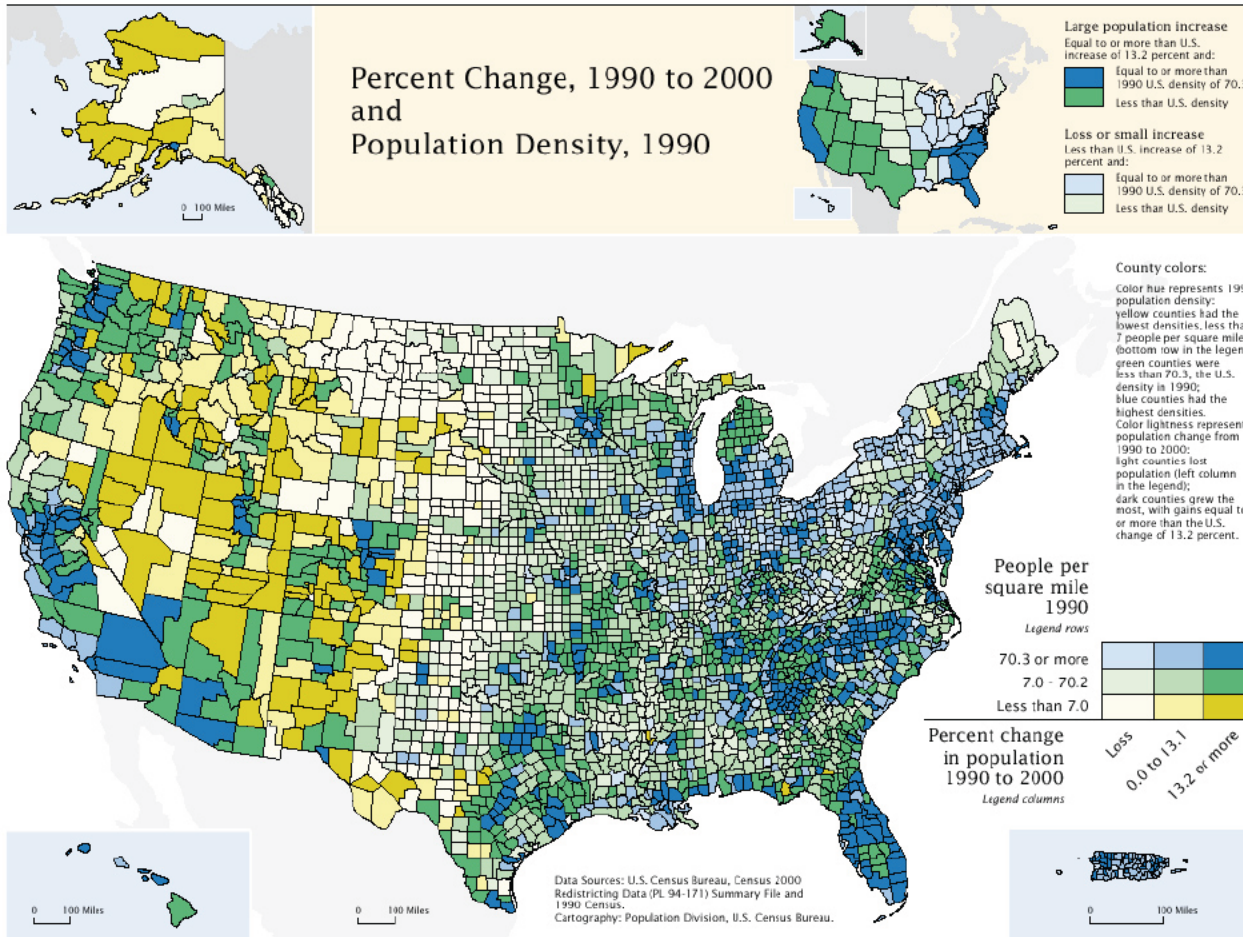 Percent Change, 1990 to 2000
and
Population Density, 1990
0 100 Miles
Large population increase
Equal to or more than U.S.
increase of 13.2 percent and:
Equal to or more than
1990 U.S. density of 70.
Less than U.S. density
Loss or small increase
Less than U.S. increase of 13.2
percent and:
Equal to or more than
1990 U.S. density of 70.
Less than U.S. density
County colors:
Color hue represents 199
population density:
yellow counties had the
lowest densities, less tha
7 people per square mile
(bottom row in the legen
green counties were
less than 70.3, the U.S.
density in 1990;
blue counties had the
highest densities.
Color lightness represent
population change from
1990 to 2000:
light counties lost
population (left column
in the legend);
dark counties grew the
most, with gains equal to
or more than the U.S.
change of 13.2 percent.
People per
square mile
1990
Legend rows
70.3 or more
7.0 - 70.2
Less than 7.0
Percent change
in population
1990 to 2000
Legend columns
Loss
0.0 to 13.1
13.2 or more
Data Sources: U.S. Census Bureau, Census 2000
Redistricting Data (PL 94-171) Summary File and
1990 Census.
Cartography: Population Division, U.S. Census Bureau.
0 100 Miles
0 100 Miles
0 100 Miles